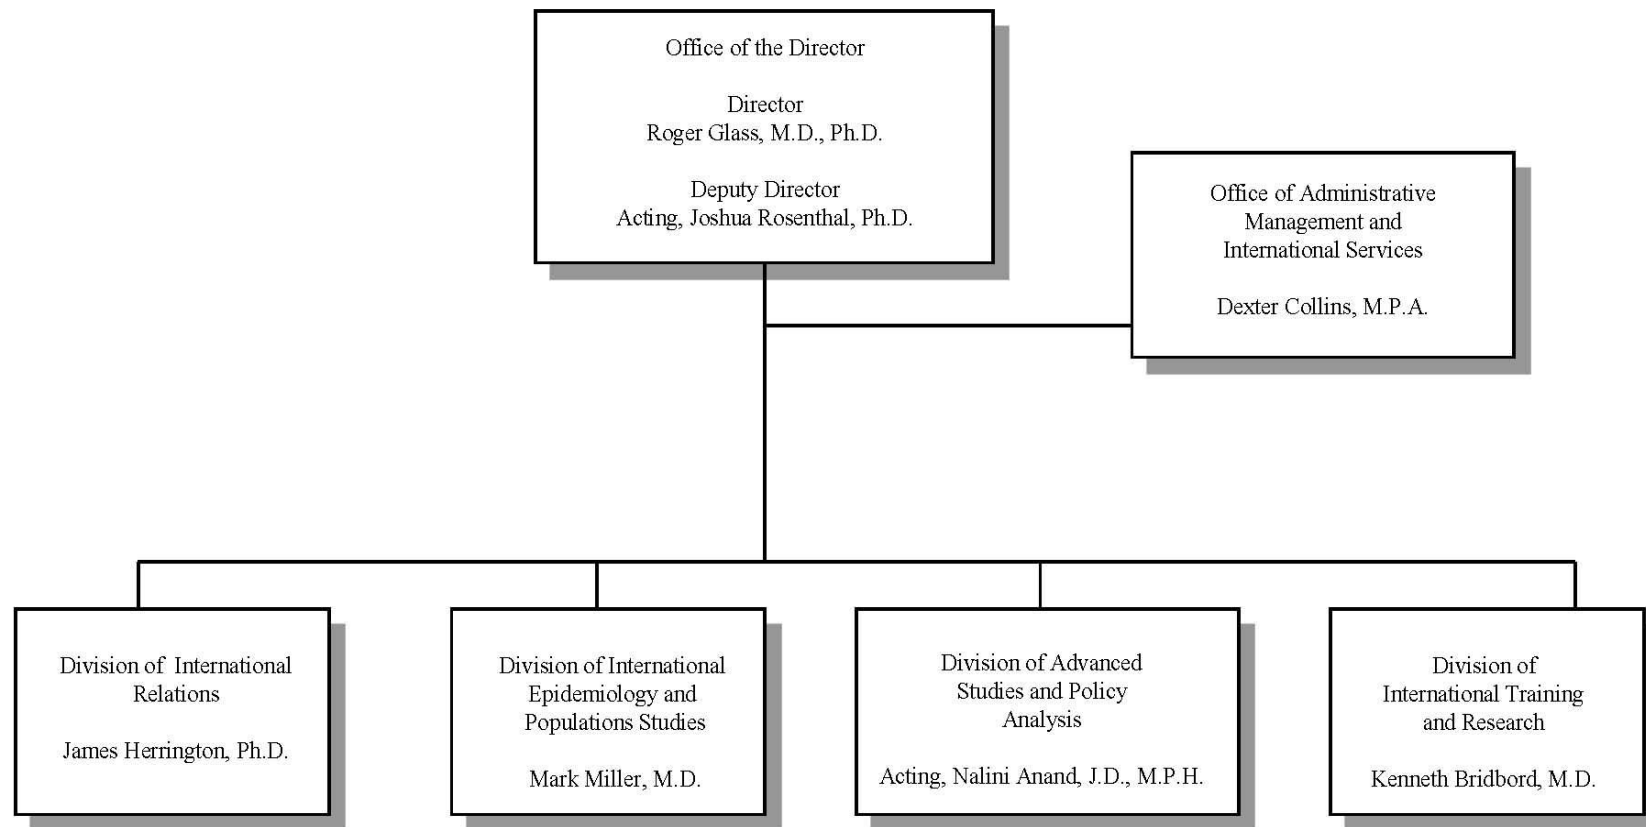 Office of the Director
Director
Roger Glass, M.D., Ph.D.
Deputy Director
Acting, Joshua Rosenthal, Ph.D.
Office of Administrative
Management and
International Services
Dexter Collins, M.P.A.
Division of International
Relations
James Herrington, Ph.D.
Division of International
Epidemiology and
Populations Studies
Mark Miller, M.D.
Division of Advanced
Studies and Policy
Analysis
Acting, Nalini Anand, J.D., M.P.H.
Division of
International Training
and Research
Kenneth Bridbord, M.D.